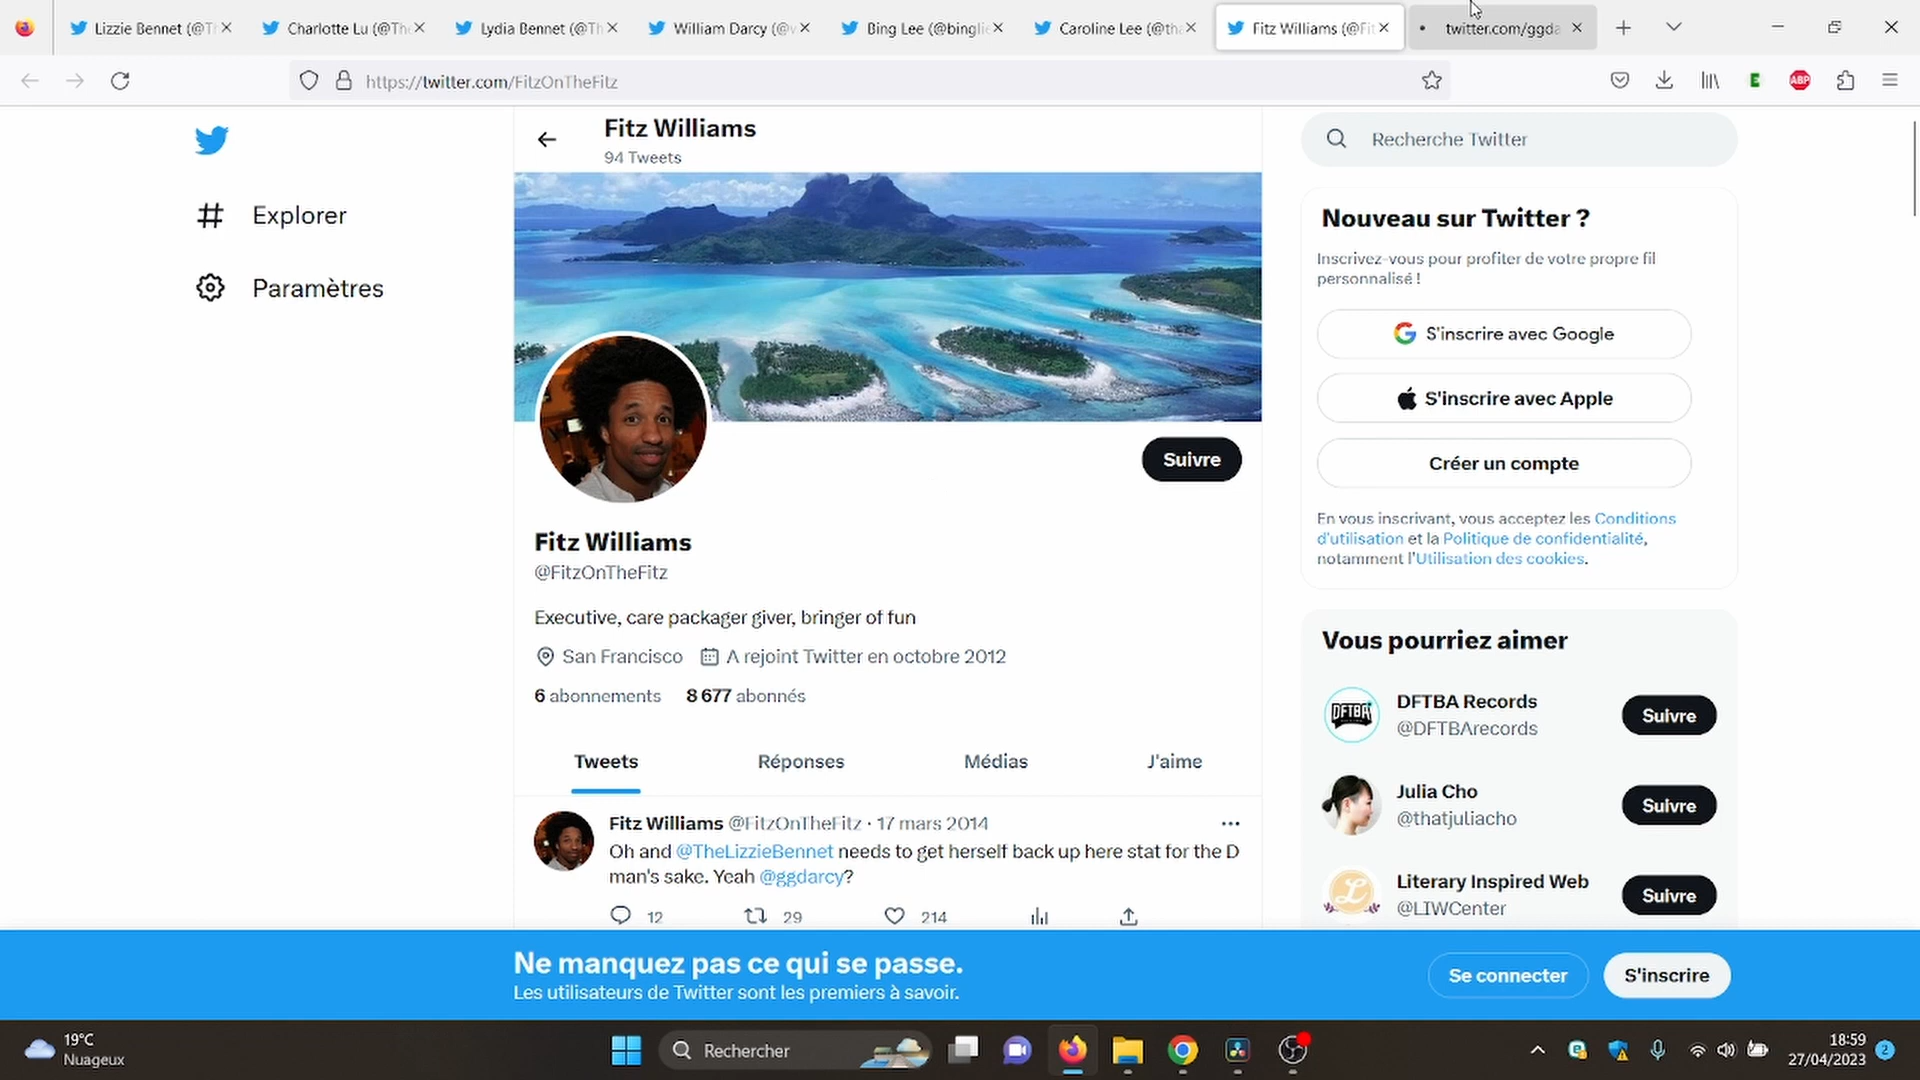 Lizzie Bennet (@T
Charlotte Lu (@The
Lydia Bennet (@Th
William Darcy (@v
Bing Lee (@binglie
Caroline Lee (@tha
Fitz Williams (@Fit
twitter.com/ggda
https://twitter.com/FitzOnTheFitz
E
ABP
Explorer
Paramètres
Fitz Williams
94 Tweets
Suivre
Fitz Williams
@FitzOnTheFitz
Executive, care packager giver, bringer of fun
San Francisco A rejoint Twitter en octobre 2012
6 abonnements 8 677 abonnés
Tweets Réponses Médias J'aime
Fitz Williams @FitzOnTheFitz · 17 mars 2014
Oh and @TheLizzieBennet needs to get herself back up here stat for the D
man's sake. Yeah @ggdarcy?
12 29 214
Recherche Twitter
Nouveau sur Twitter ?
Inscrivez-vous pour profiter de votre propre fil
personnalisé !
S'inscrire avec Google
S'inscrire avec Apple
Créer un compte
En vous inscrivant, vous acceptez les Conditions
d'utilisation et la Politique de confidentialité,
notamment l'Utilisation des cookies.
Vous pourriez aimer
DFTBA
DFTBA Records
@DFTBArecords
Suivre
Julia Cho
@thatjuliacho
Suivre
Literary Inspired Web
@LIWCenter
Suivre
Ne manquez pas ce qui se passe.
Les utilisateurs de Twitter sont les premiers à savoir.
Se connecter
S'inscrire
19°C
Nuageux
Rechercher
18:59
27/04/2023
2